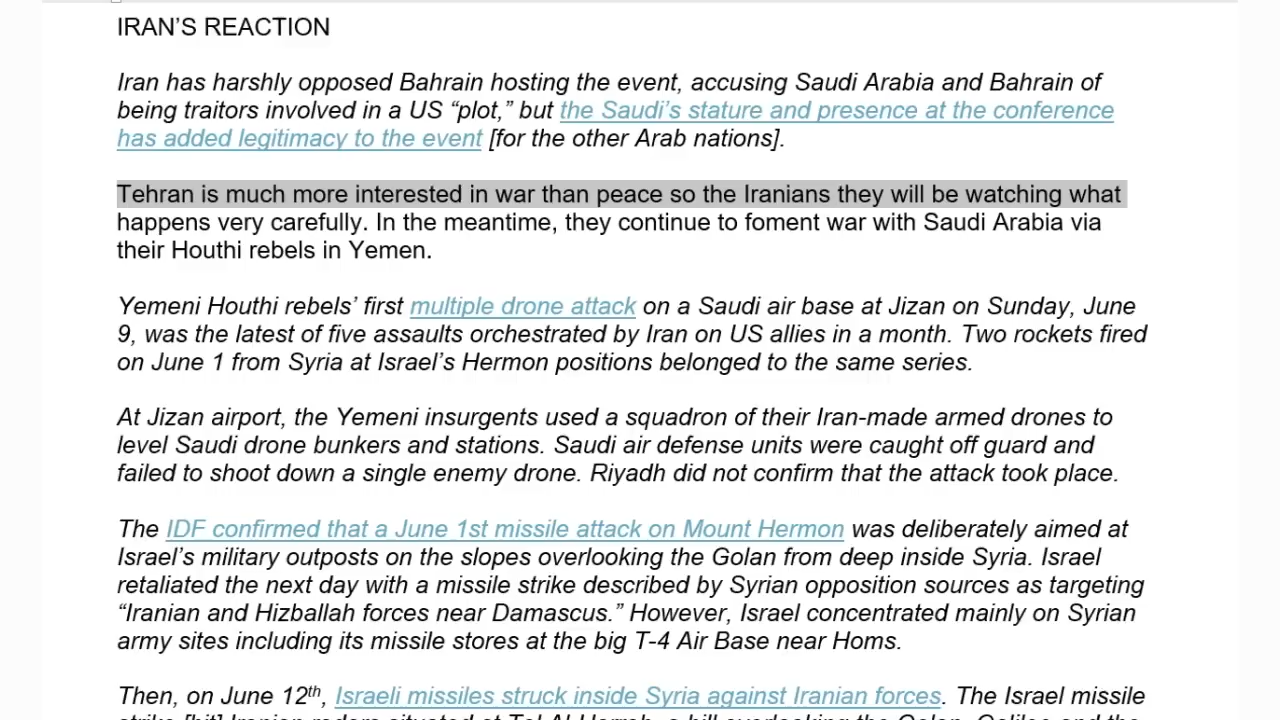 IRAN’S REACTION
Iran has harshly opposed Bahrain hosting the event, accusing Saudi Arabia and Bahrain of
being traitors involved in a US “plot,” but the Saudi’s stature and presence at the conference
has added legitimacy to the event [for the other Arab nations].
Tehran is much more interested in war than peace so the Iranians they will be watching what
happens very carefully. In the meantime, they continue to foment war with Saudi Arabia via
their Houthi rebels in Yemen.
Yemeni Houthi rebels’ first multiple drone attack on a Saudi air base at Jizan on Sunday, June
9, was the latest of five assaults orchestrated by Iran on US allies in a month. Two rockets fired
on June 1 from Syria at Israel’s Hermon positions belonged to the same series.
At Jizan airport, the Yemeni insurgents used a squadron of their Iran-made armed drones to
level Saudi drone bunkers and stations. Saudi air defense units were caught off guard and
failed to shoot down a single enemy drone. Riyadh did not confirm that the attack took place.
The IDF confirmed that a June 1st missile attack on Mount Hermon was deliberately aimed at
Israel’s military outposts on the slopes overlooking the Golan from deep inside Syria. Israel
retaliated the next day with a missile strike described by Syrian opposition sources as targeting
“Iranian and Hizballah forces near Damascus.” However, Israel concentrated mainly on Syrian
army sites including its missile stores at the big T-4 Air Base near Homs.
Then, on June 12th, Israeli missiles struck inside Syria against Iranian forces. The Israel missile